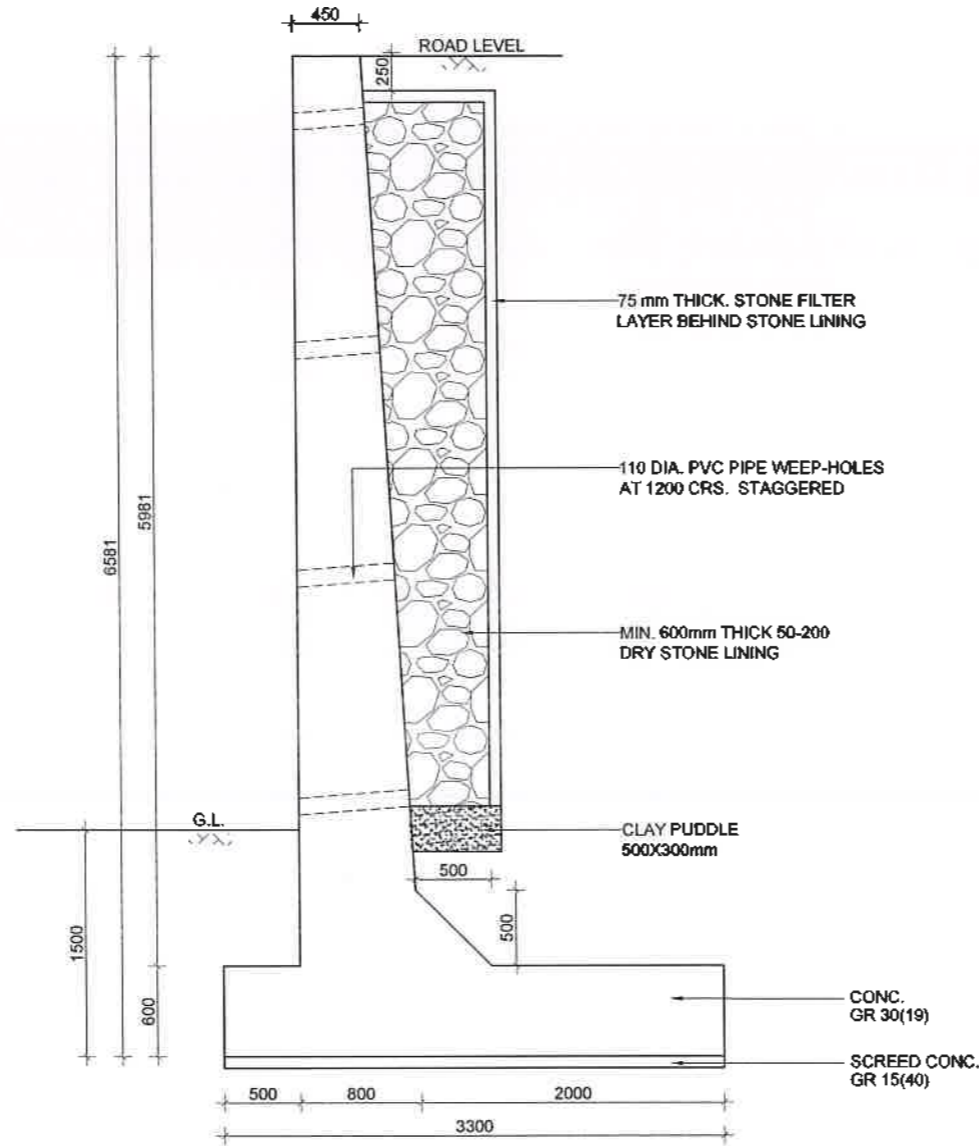 450
ROAD LEVEL
250
75 mm THICK. STONE FILTER
LAYER BEHIND STONE LINING
110 DIA. PVC PIPE WEEP-HOLES
AT 1200 CRS. STAGGERED
5981
6581
MIN. 600mm THICK 50-200
DRY STONE LINING
G.L.
CLAY PUDDLE
500X300mm
500
500
1500
600
CONC.
GR 30(19)
SCREED CONC.
GR 15(40)
500 800 2000
3300